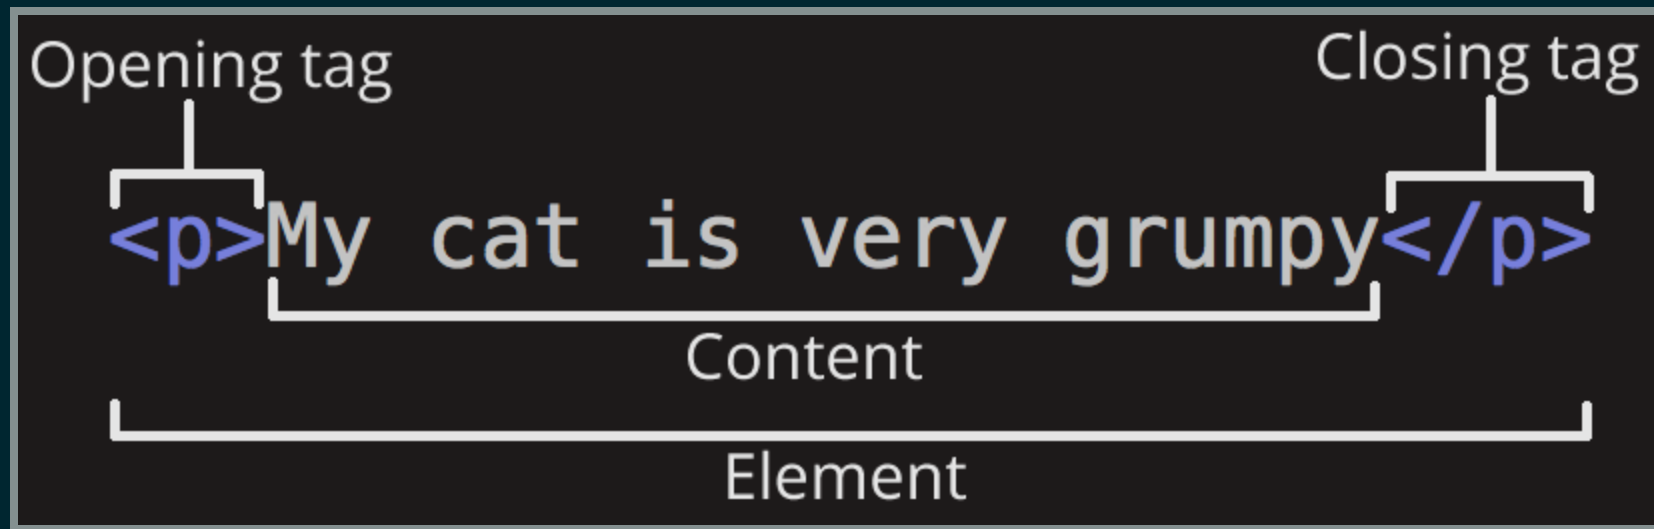 Opening tag
Closing tag
<p>My cat is very grumpy</p>
Content
Element